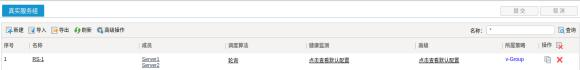 真实服务组
提 交 取 消
新建 导入 导出 刷新 高级操作 名称: * 查询
序号 名称 成员 调度算法 健康监测 高级 所属策略 操作
1 RS-1 Server1 轮询 点击查看默认配置 点击查看默认配置 v-Group
Server2